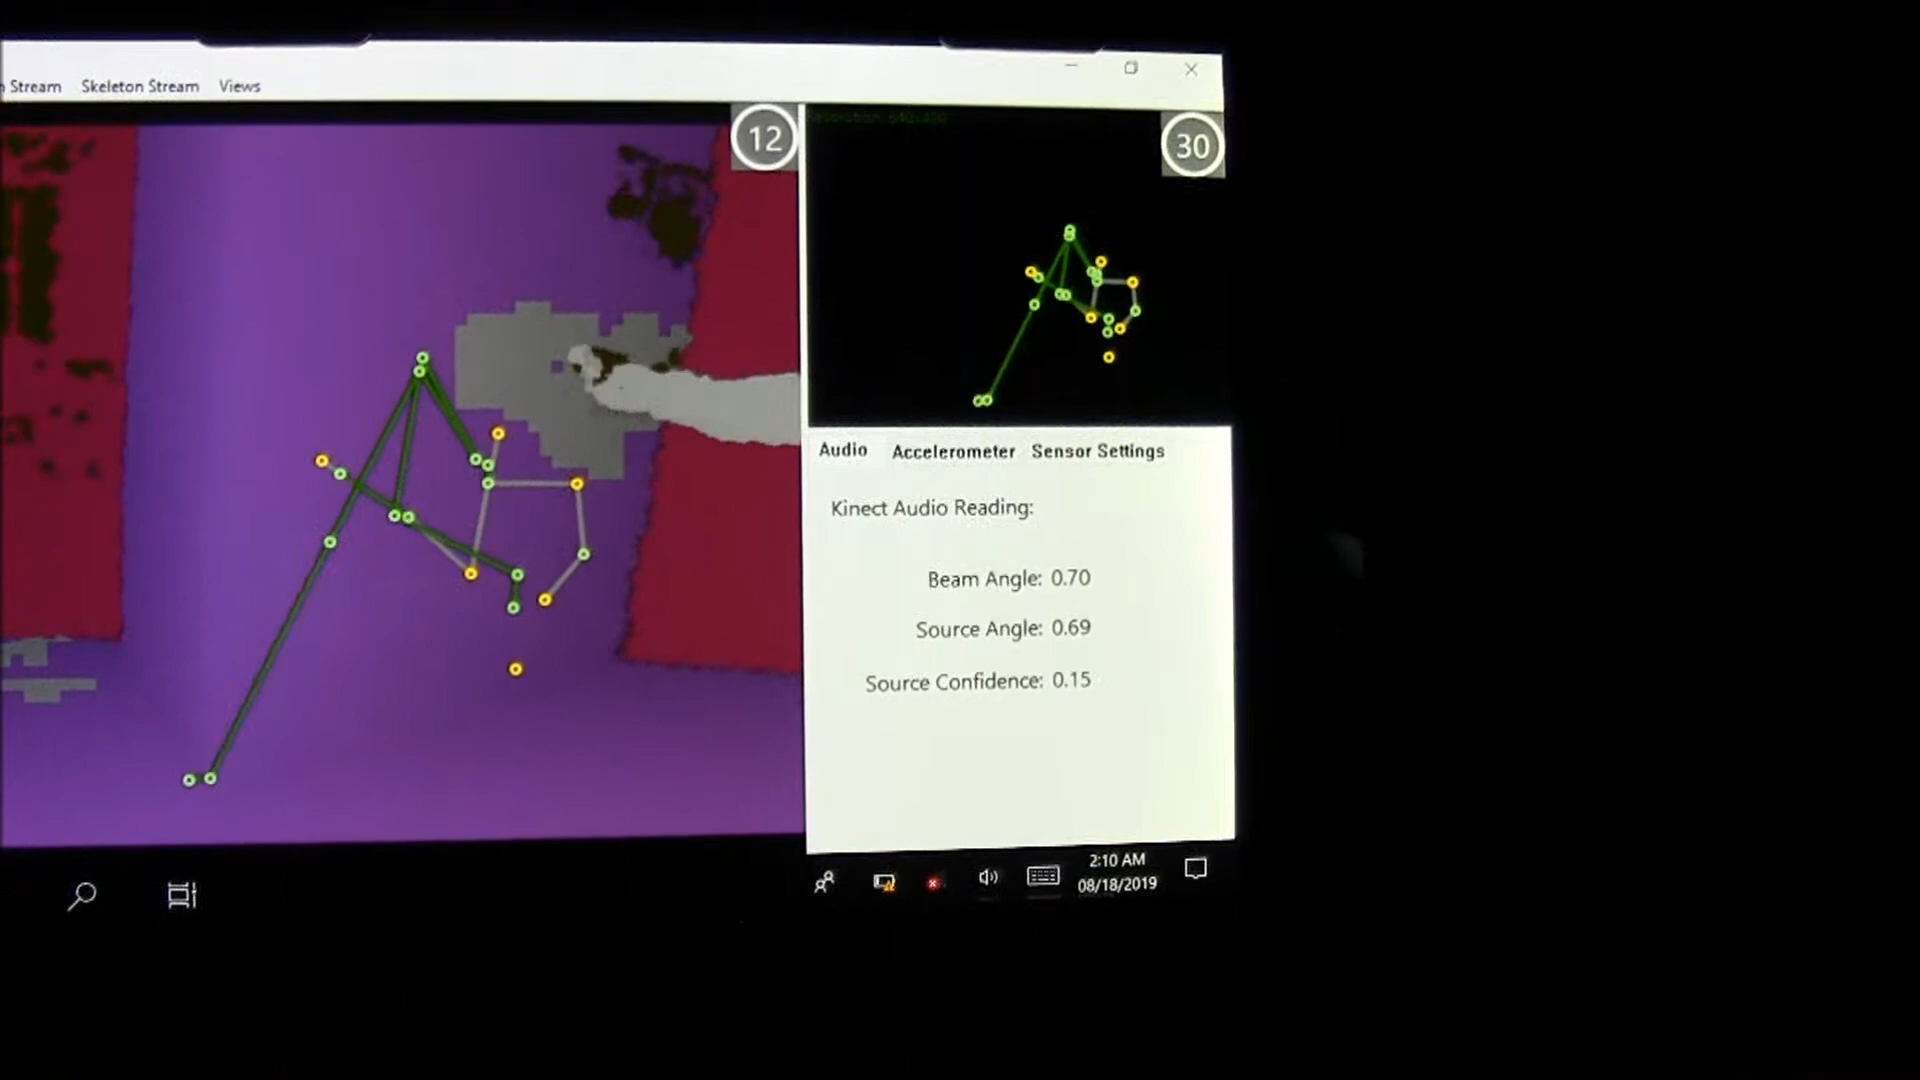 Stream Skeleton Stream Views
12
30
Audio Accelerometer Sensor Settings
Kinect Audio Reading:
Beam Angle: 0.70
Source Angle: 0.69
Source Confidence: 0.15
2:10 AM
08/18/2019